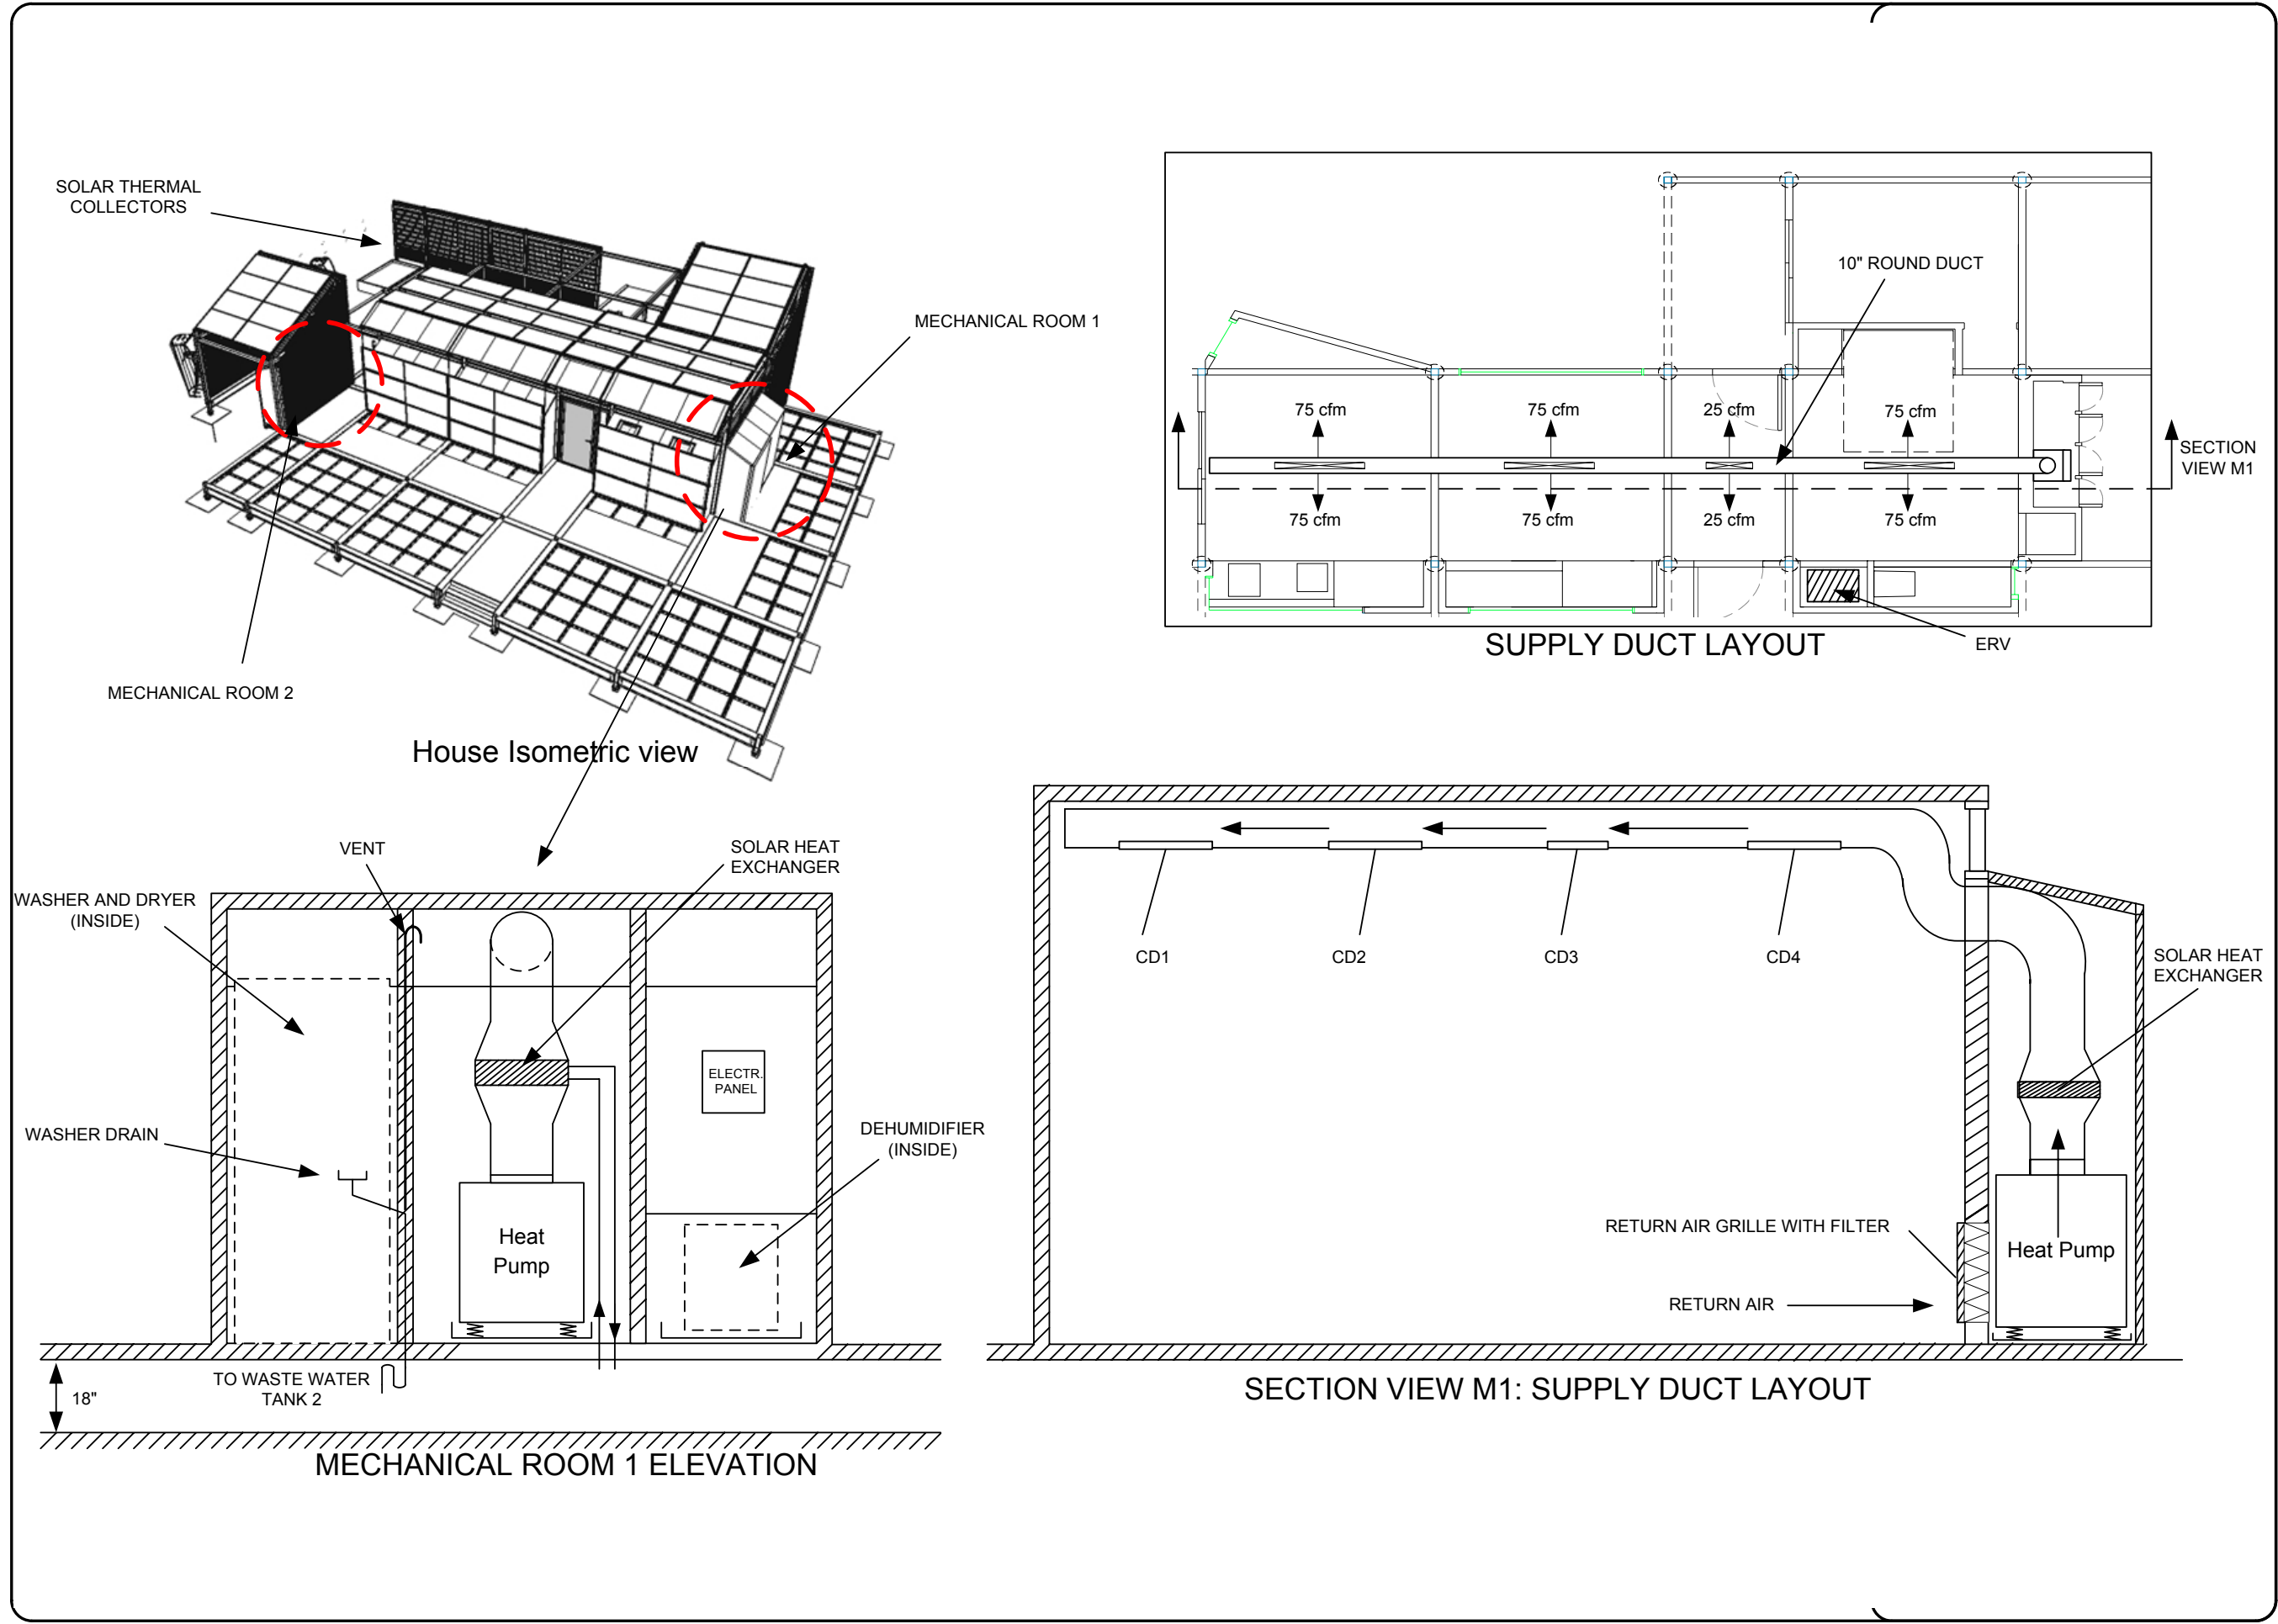 SOLAR THERMAL
COLLECTORS
MECHANICAL ROOM 1
MECHANICAL ROOM 2
House Isometric view
10" ROUND DUCT
75 cfm
75 cfm
25 cfm
75 cfm
SECTION
VIEW M1
75 cfm
75 cfm
25 cfm
75 cfm
SUPPLY DUCT LAYOUT
ERV
VENT
SOLAR HEAT
EXCHANGER
WASHER AND DRYER
(INSIDE)
ELECTR.
PANEL
WASHER DRAIN
DEHUMIDIFIER
(INSIDE)
Heat
Pump
TO WASTE WATER
TANK 2
18"
MECHANICAL ROOM 1 ELEVATION
CD1
CD2
CD3
CD4
SOLAR HEAT
EXCHANGER
RETURN AIR GRILLE WITH FILTER
Heat Pump
RETURN AIR
SECTION VIEW M1: SUPPLY DUCT LAYOUT